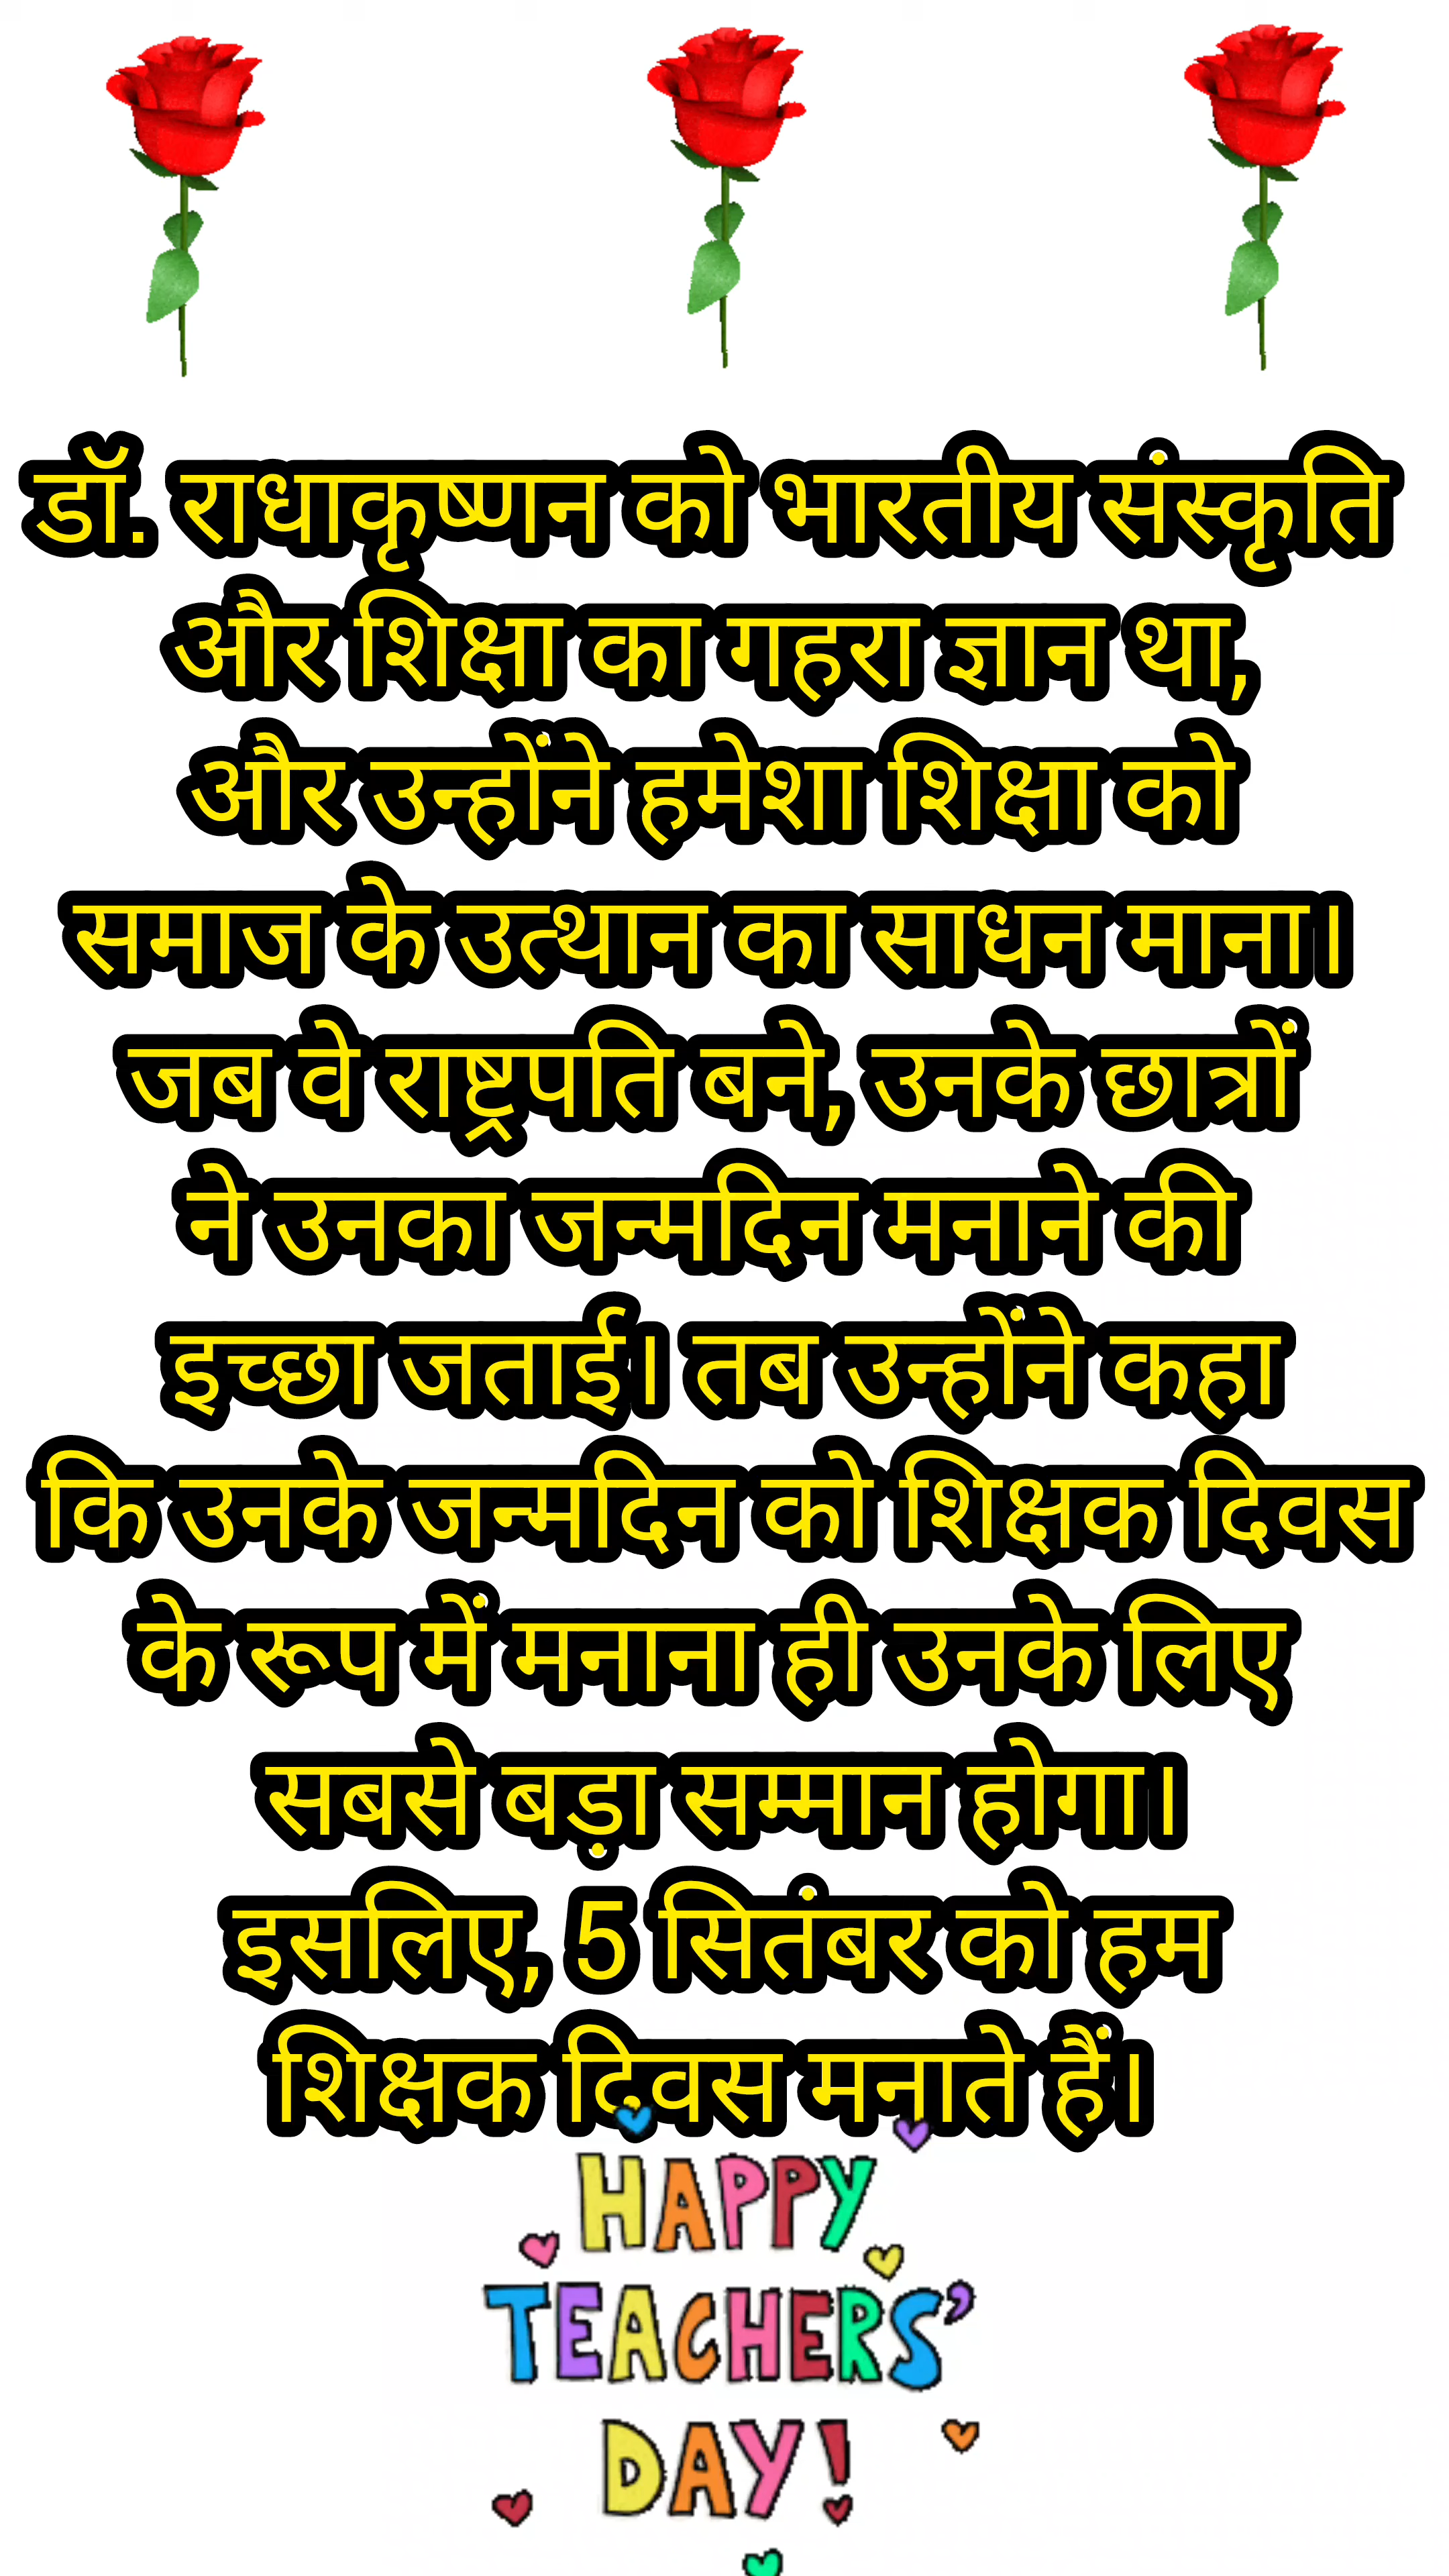 डॉ. राधाकृष्णन को भारतीय संस्कृति
और शिक्षा का गहरा ज्ञान था,
और उन्होंने हमेशा शिक्षा को
समाज के उत्थान का साधन माना।
जब वे राष्ट्रपति बने, उनके छात्रों
ने उनका जन्मदिन मनाने की
इच्छा जताई। तब उन्होंने कहा
कि उनके जन्मदिन को शिक्षक दिवस
के रूप में मनाना ही उनके लिए
सबसे बड़ा सम्मान होगा।
इसलिए, 5 सितंबर को हम
शिक्षक दिवस मनाते हैं।
HAPPY
TEACHERS'
DAY!